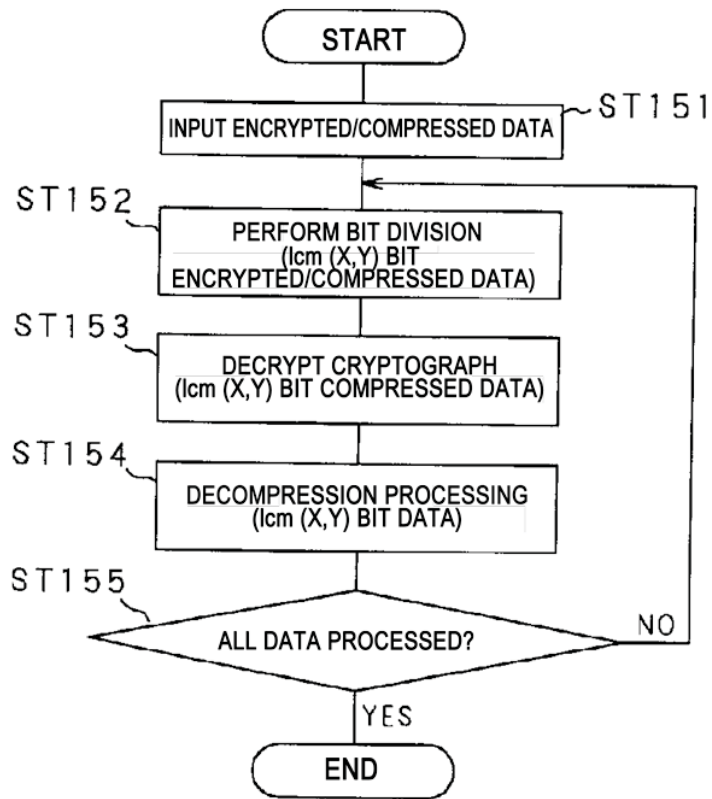 START
ST151
INPUT ENCRYPTED/COMPRESSED DATA
ST152
PERFORM BIT DIVISION
(lcm (X,Y) BIT
ENCRYPTED/COMPRESSED DATA)
ST153
DECRYPT CRYPTOGRAPH
(lcm (X,Y) BIT COMPRESSED DATA)
ST154
DECOMPRESSION PROCESSING
(lcm (X,Y) BIT DATA)
ST155
ALL DATA PROCESSED?
NO
YES
END